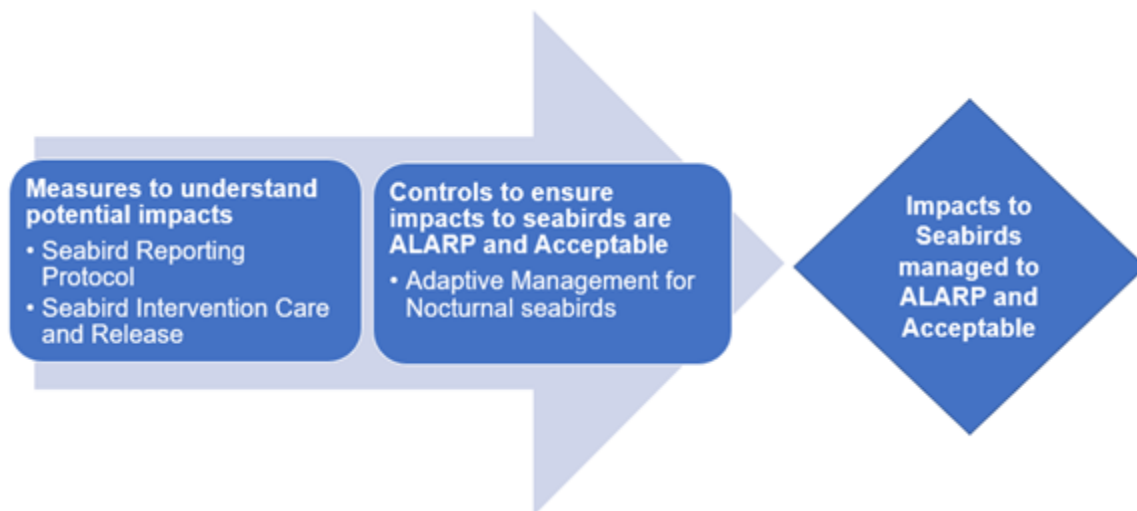 Measures to understand
potential impacts
• Seabird Reporting
Protocol
• Seabird Intervention Care
and Release
Controls to ensure
impacts to seabirds are
ALARP and Acceptable
• Adaptive Management for
Nocturnal seabirds
Impacts to
Seabirds
managed to
ALARP and
Acceptable